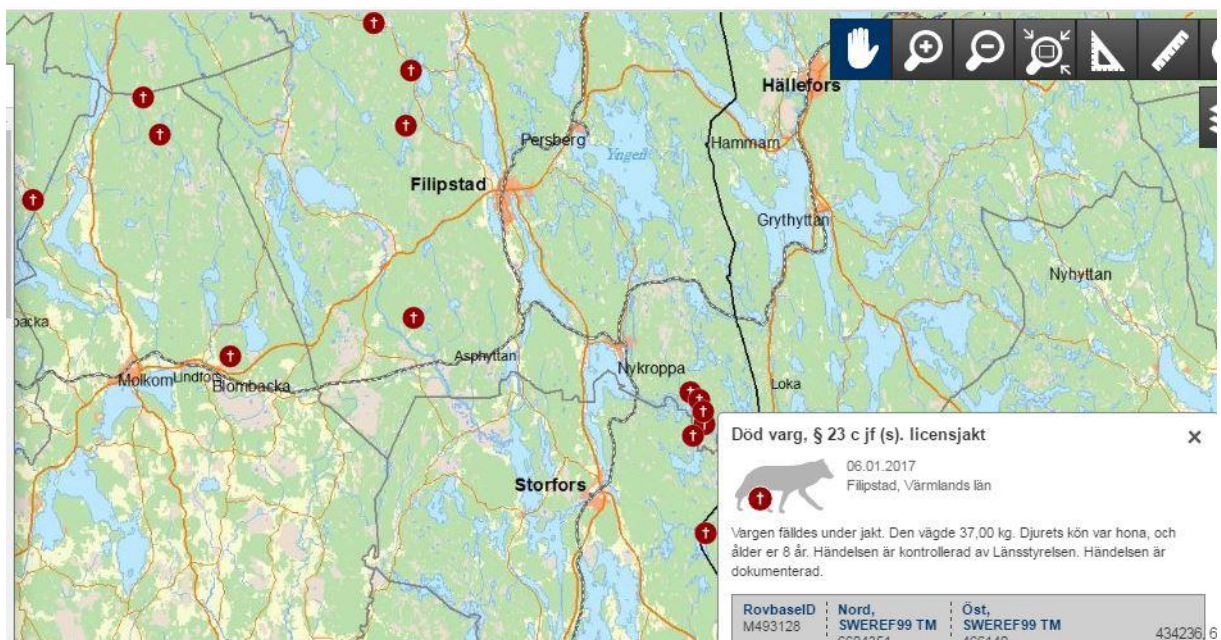 Hällefors
Persberg
Yngen
Hammarn
Filipstad
Grythyttan
Nyhyttan
backa
Asphyttan
Molkom
Lindfors
Blombacka
Nykroppa
Loka
Storfors
Död varg, § 23 c jf (s). licensjakt
06.01.2017
Filipstad, Värmlands län
Vargen fälldes under jakt. Den vägde 37,00 kg. Djurets kön var hona, och
ålder er 8 år. Händelsen är kontrollerad av Länsstyrelsen. Händelsen är
dokumenterad.
RovbaseID Nord, Öst,
M493128 SWEREF99 TM SWEREF99 TM
434236, 6